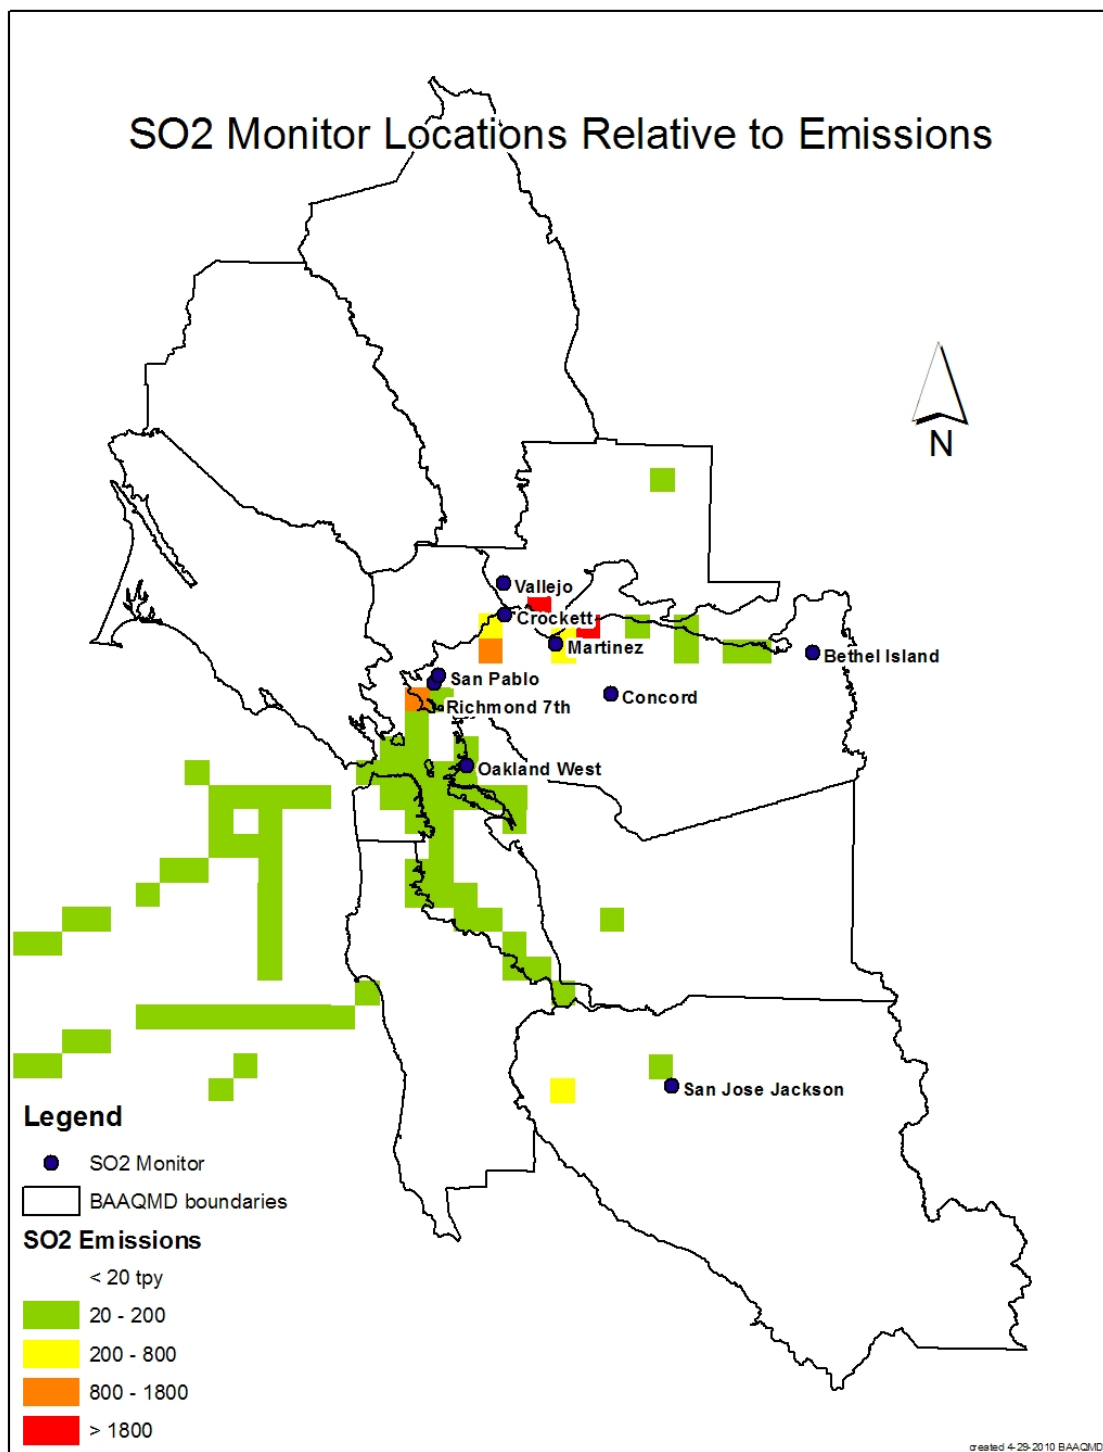 SO2 Monitor Locations Relative to Emissions
N
Vallejo
Crockett
Martinez
Bethel Island
San Pablo
Concord
Richmond 7th
Oakland West
San Jose Jackson
Legend
SO2 Monitor
BAAQMD boundaries
SO2 Emissions
< 20 tpy
20 - 200
200 - 800
800 - 1800
> 1800
created 4-29-2010 BAAQMD